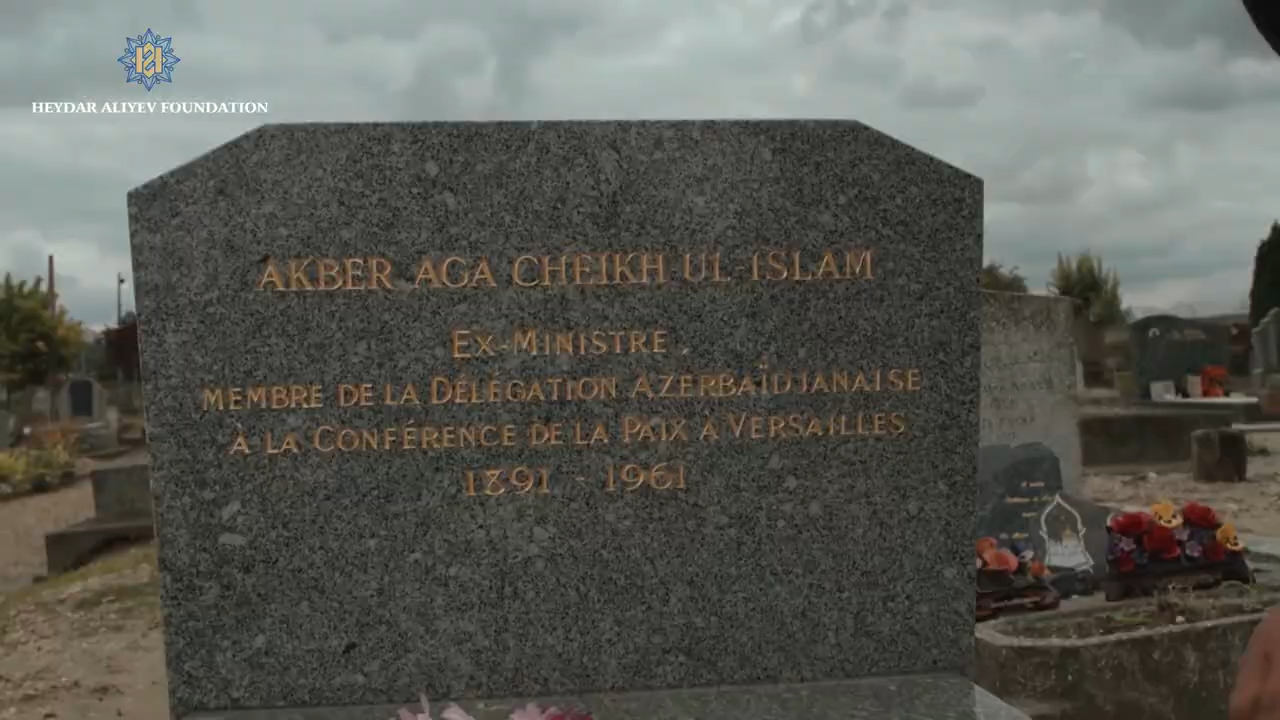 HEYDAR ALIYEV FOUNDATION
AKBER AGA CHEIKH-UL-ISLAM
EX-MINISTRE
MEMBRE DE LA DÉLÉGATION AZERBAÏDJANAISE
À LA CONFÉRENCE DE LA PAIX À VERSAILLES
1891 - 1961